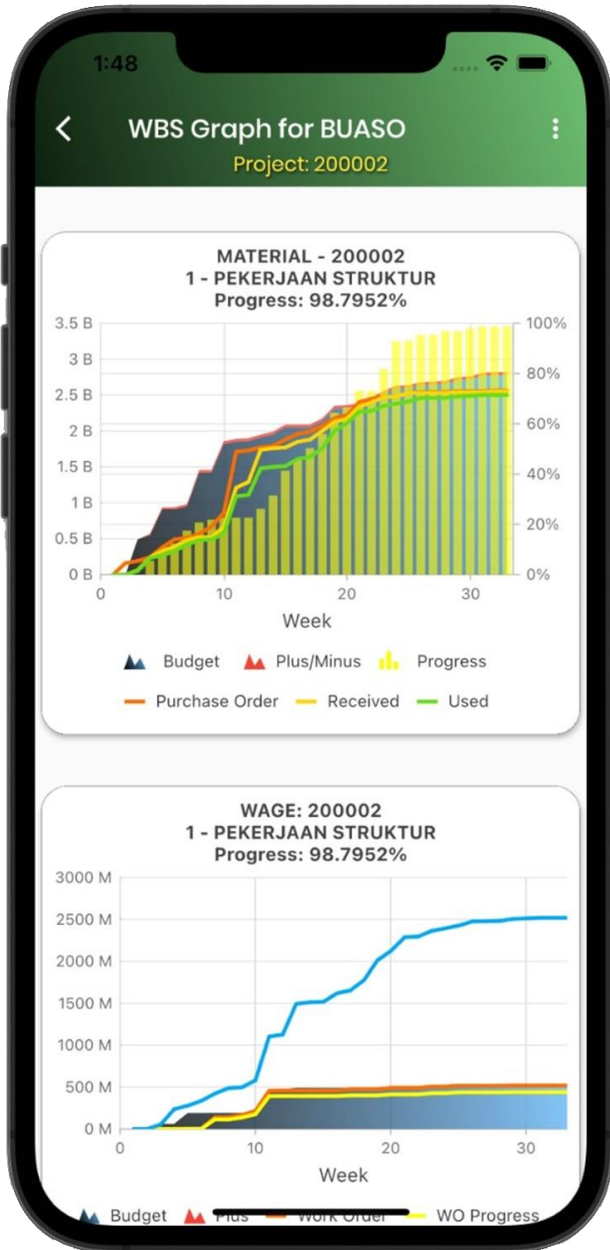 1:48
WBS Graph for BUASO
Project: 200002
MATERIAL - 200002
1 - PEKERJAAN STRUKTUR
Progress: 98.7952%
3.5 B 100%
3 B 80%
2.5 B
2 B 60%
1.5 B 40%
1 B
0.5 B 20%
0 B 0%
0 10 20 30
Week
Budget Plus/Minus Progress
Purchase Order Received Used
WAGE: 200002
1 - PEKERJAAN STRUKTUR
Progress: 98.7952%
3000 M
2500 M
2000 M
1500 M
1000 M
500 M
0 M
0 10 20 30
Week
Budget Plus Work Order WO Progress